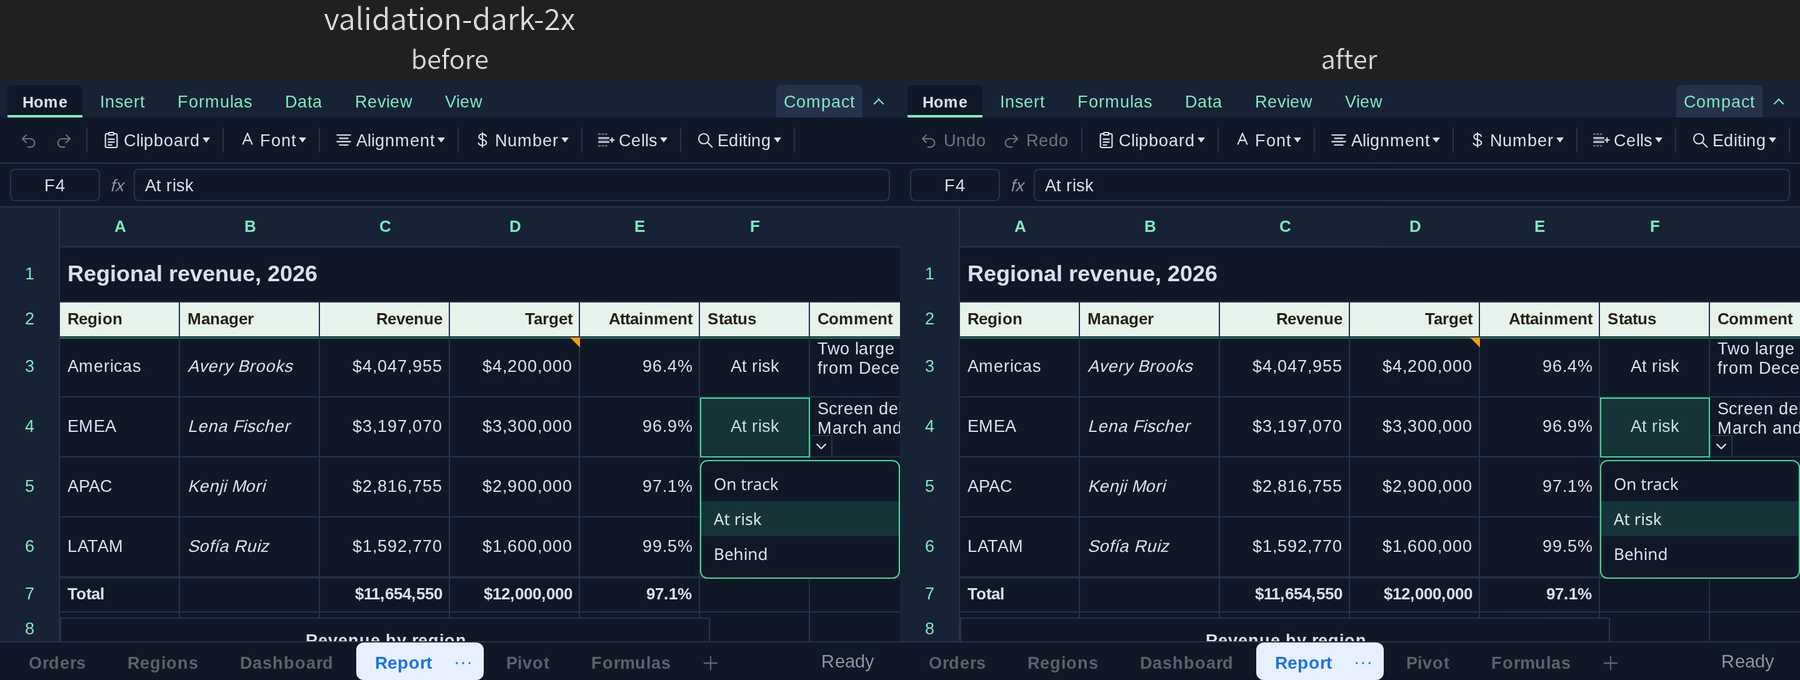 validation-dark-2x
before
after
Home Insert Formulas Data Review View Compact
Clipboard Font Alignment Number Cells Editing
F4 fx At risk
A B C D E F
1 Regional revenue, 2026
2 Region Manager Revenue Target Attainment Status Comment
3 Americas Avery Brooks $4,047,955 $4,200,000 96.4% At risk Two large
from Dece
4 EMEA Lena Fischer $3,197,070 $3,300,000 96.9% At risk Screen de
March and
5 APAC Kenji Mori $2,816,755 $2,900,000 97.1% On track
At risk
6 LATAM Sofía Ruiz $1,592,770 $1,600,000 99.5% Behind
7 Total $11,654,550 $12,000,000 97.1%
8 Revenue by region
Orders Regions Dashboard Report ··· Pivot Formulas + Ready
Home Insert Formulas Data Review View Compact
Undo Redo Clipboard Font Alignment Number Cells Editing
F4 fx At risk
A B C D E F
1 Regional revenue, 2026
2 Region Manager Revenue Target Attainment Status Comment
3 Americas Avery Brooks $4,047,955 $4,200,000 96.4% At risk Two large
from Dece
4 EMEA Lena Fischer $3,197,070 $3,300,000 96.9% At risk Screen de
March and
5 APAC Kenji Mori $2,816,755 $2,900,000 97.1% On track
At risk
6 LATAM Sofía Ruiz $1,592,770 $1,600,000 99.5% Behind
7 Total $11,654,550 $12,000,000 97.1%
8 Revenue by region
Orders Regions Dashboard Report ··· Pivot Formulas + Ready